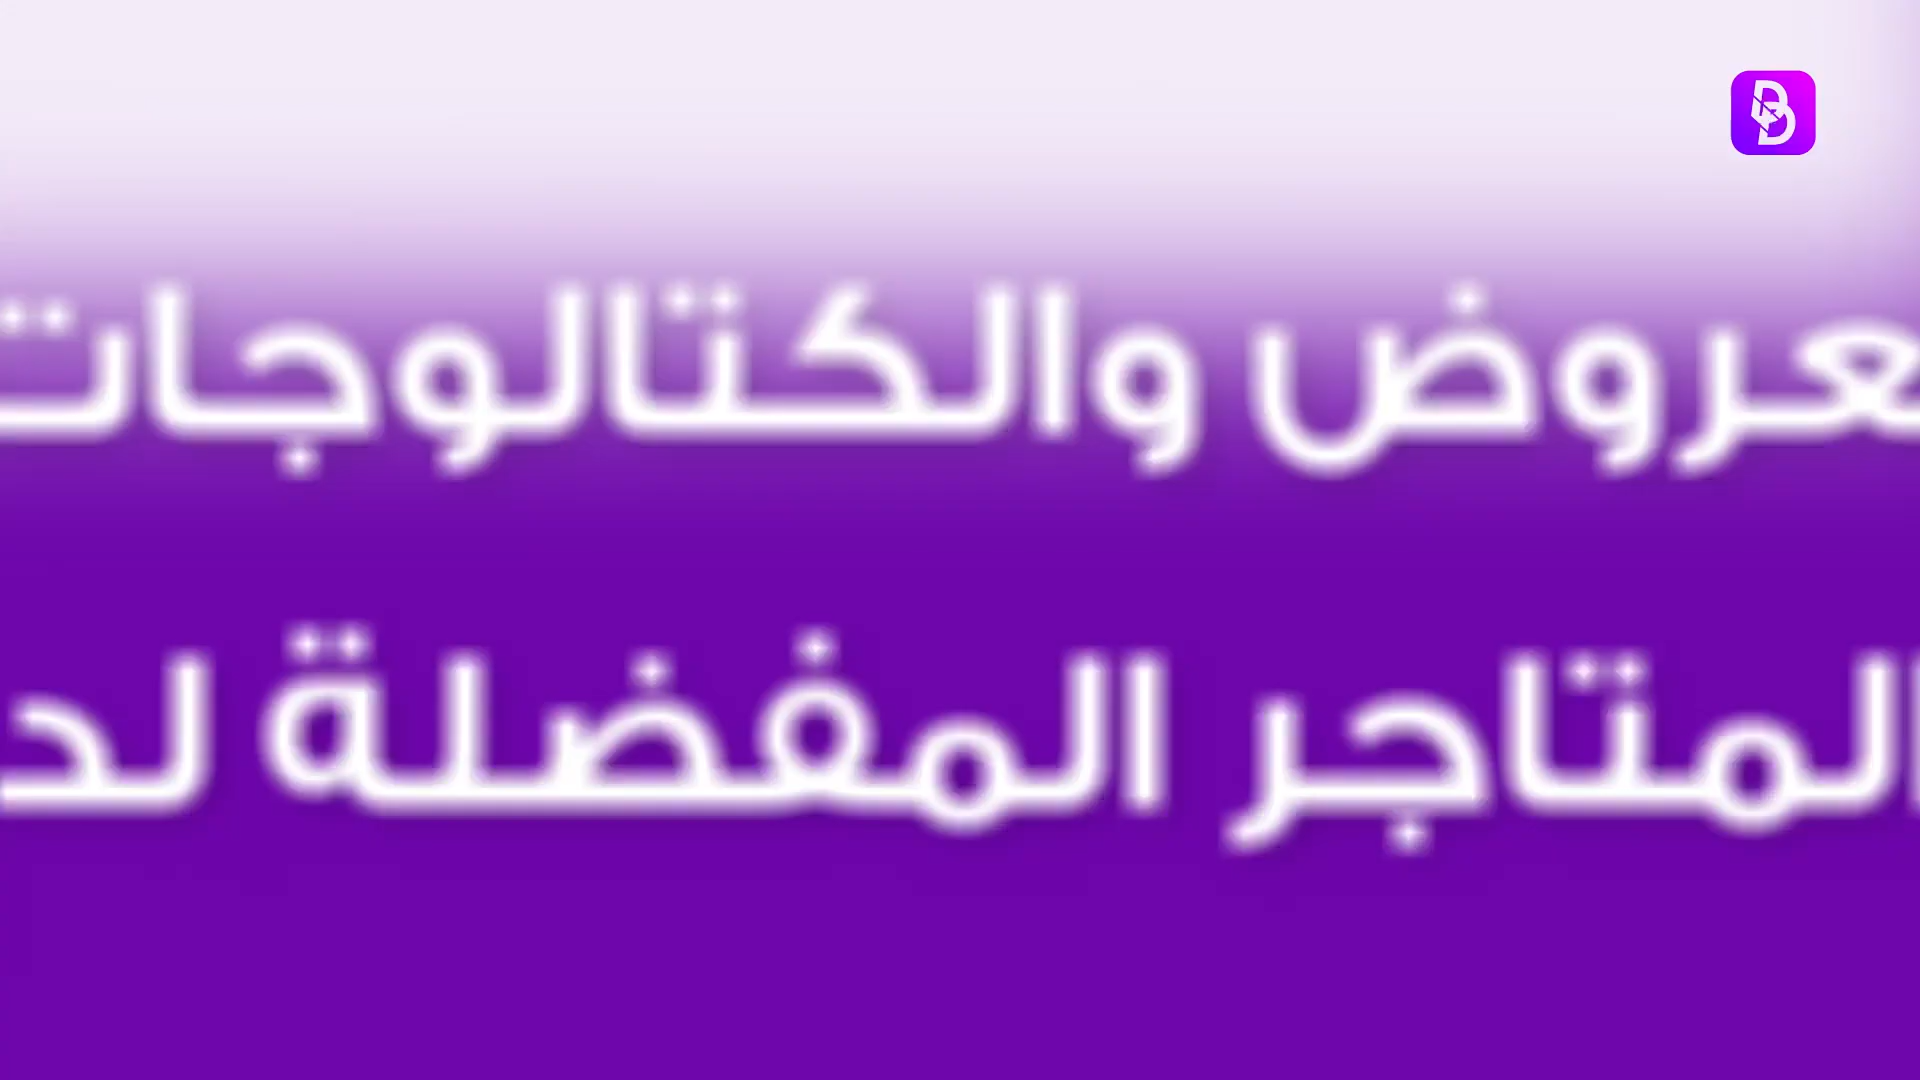 عروض والكتالوجات
المتاجر المفضلة لد